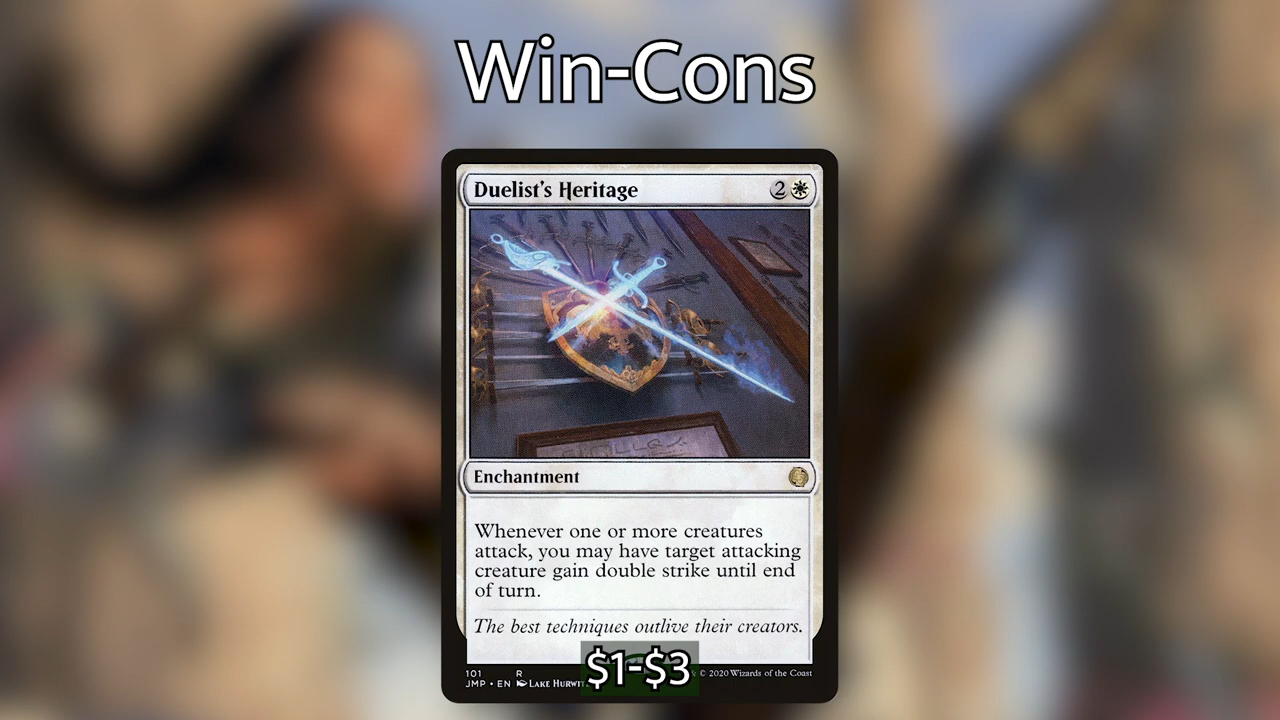 Win-Cons
Duelist's Heritage 2
Enchantment
Whenever one or more creatures
attack, you may have target attacking
creature gain double strike until end
of turn.
The best techniques outlive their creators.
$1-$3
101 R
© 2020 Wizards of the Coast
JMP • EN LAKE HURWIT